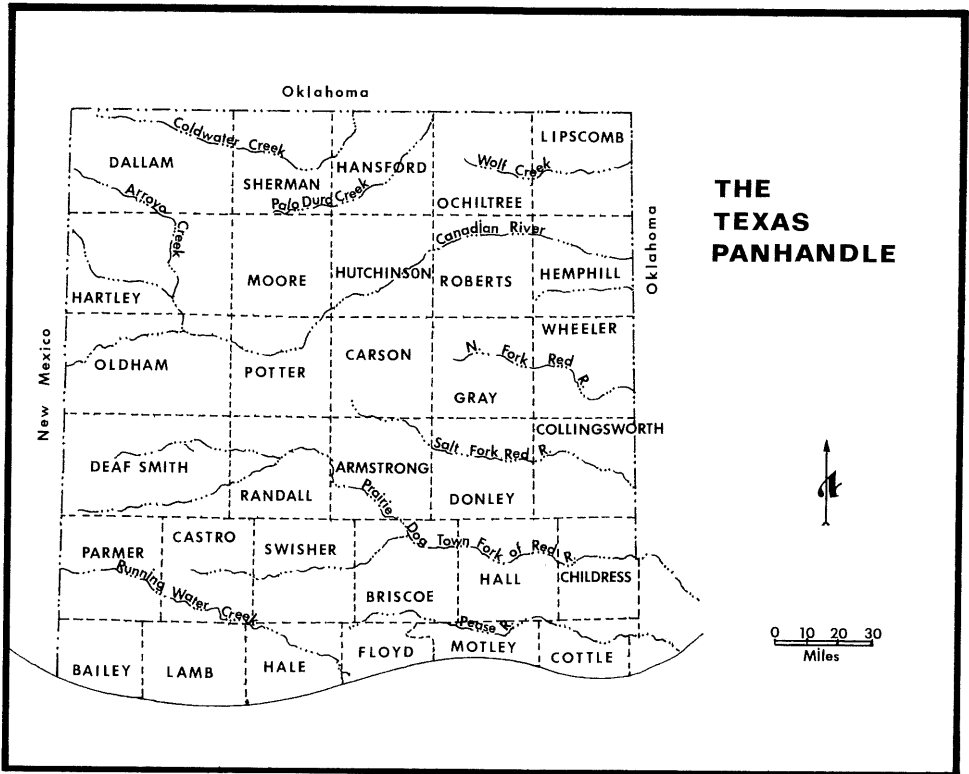 Oklahoma
Coldwater Creek
LIPSCOMB
DALLAM
HANSFORD
Wolf Creek
SHERMAN
Palo Duro Creek
OCHILTREE
THE
TEXAS
PANHANDLE
Arroyo
Creek
Canadian River
Oklahoma
MOORE
HUTCHINSON
ROBERTS
HEMPHILL
HARTLEY
WHEELER
New Mexico
OLDHAM
POTTER
CARSON
N. Fork Red R.
GRAY
COLLINGSWORTH
Salt Fork Red R.
DEAF SMITH
RANDALL
ARMSTRONG
DONLEY
Prairie Dog Town Fork of Red R.
PARMER
CASTRO
SWISHER
HALL
CHILDRESS
Running Water Creek
BRISCOE
Pease R.
BAILEY
LAMB
HALE
FLOYD
MOTLEY
COTTLE
0 10 20 30
Miles